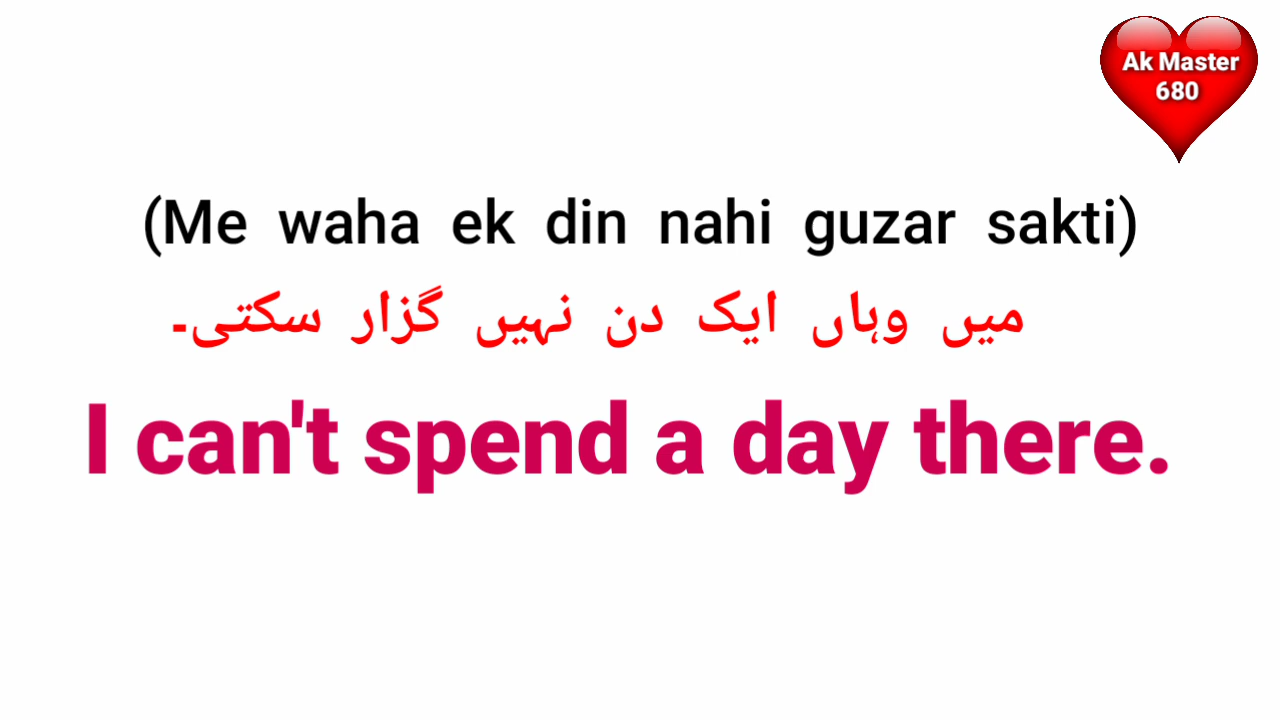 Ak Master
680
(Me waha ek din nahi guzar sakti)
میں وہاں ایک دن نہیں گزار سکتی۔
I can't spend a day there.